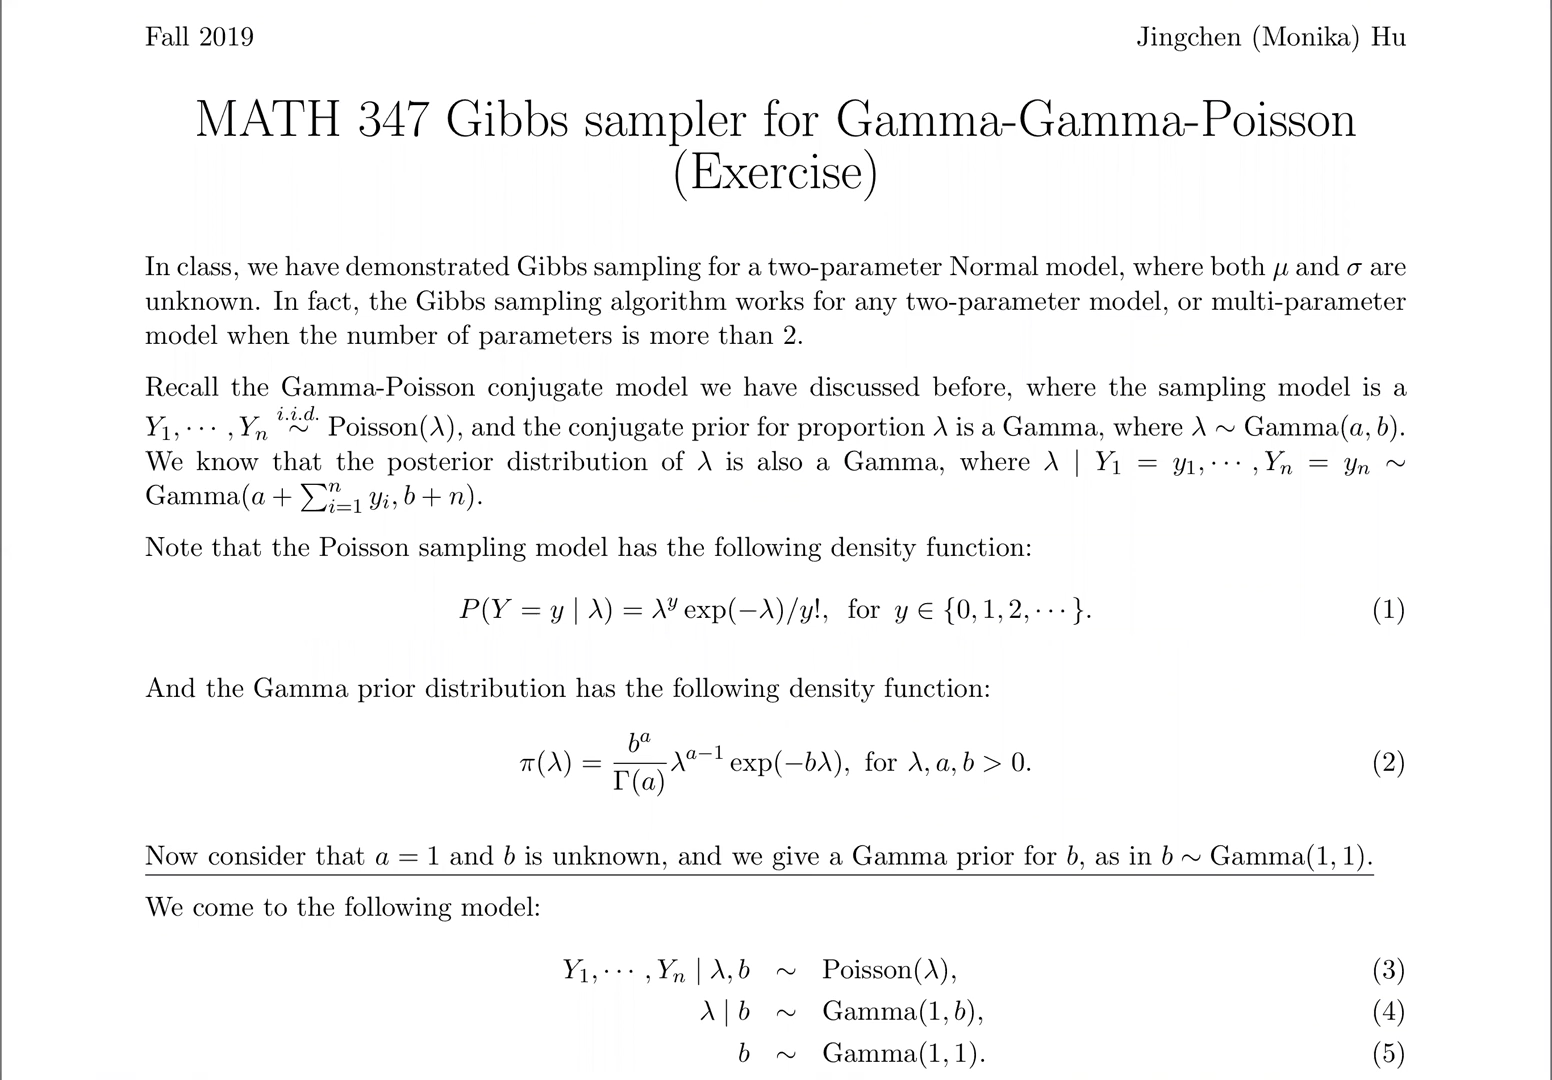 Fall 2019 Jingchen (Monika) Hu
MATH 347 Gibbs sampler for Gamma-Gamma-Poisson
(Exercise)
In class, we have demonstrated Gibbs sampling for a two-parameter Normal model, where both μ and σ are
unknown. In fact, the Gibbs sampling algorithm works for any two-parameter model, or multi-parameter
model when the number of parameters is more than 2.
Recall the Gamma-Poisson conjugate model we have discussed before, where the sampling model is a
Y₁, ⋯ , Yₙ i.i.d. ∼ Poisson(λ), and the conjugate prior for proportion λ is a Gamma, where λ ∼ Gamma(a, b).
We know that the posterior distribution of λ is also a Gamma, where λ | Y₁ = y₁, ⋯ , Yₙ = yₙ ∼
Gamma(a + ∑ⁿᵢ₌₁ yᵢ, b + n).
Note that the Poisson sampling model has the following density function:
P(Y = y | λ) = λʸ exp(−λ)/y!, for y ∈ {0, 1, 2, ⋯ }. (1)
And the Gamma prior distribution has the following density function:
π(λ) = bᵃ/Γ(a) λᵃ⁻¹ exp(−bλ), for λ, a, b > 0. (2)
Now consider that a = 1 and b is unknown, and we give a Gamma prior for b, as in b ∼ Gamma(1, 1).
We come to the following model:
Y₁, ⋯ , Yₙ | λ, b ∼ Poisson(λ), (3)
λ | b ∼ Gamma(1, b), (4)
b ∼ Gamma(1, 1). (5)